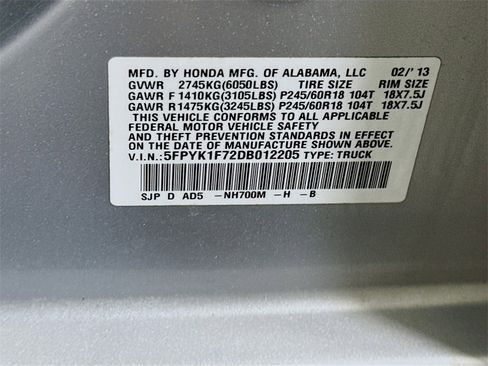 MFD. BY HONDA MFG. OF ALABAMA, LLC 02/'13
GVWR 2745KG(6050LBS) TIRE SIZE RIM SIZE
GAWR F 1410KG(3105LBS) P245/60R18 104T 18X7.5J
GAWR R1475KG(3245LBS) P245/60R18 104T 18X7.5J
THIS VEHICLE CONFORMS TO ALL APPLICABLE
FEDERAL MOTOR VEHICLE SAFETY
AND THEFT PREVENTION STANDARDS IN EFFECT
ON THE DATE OF MANUFACTURE SHOWN ABOVE.
V.I.N.: 5FPYK1F72DB012205 TYPE: TRUCK
SJP D AD5 -NH700M -H -B